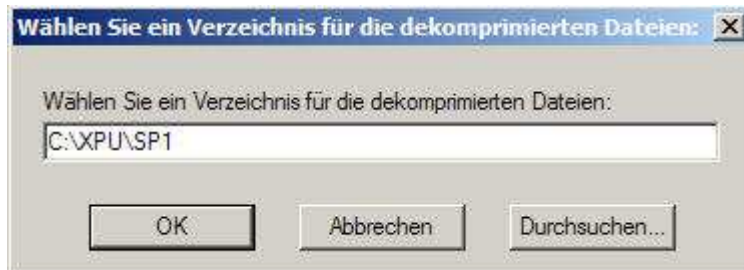 Wählen Sie ein Verzeichnis für die dekomprimierten Dateien:
Wählen Sie ein Verzeichnis für die dekomprimierten Dateien:
C:\XPU\SP1
OK Abbrechen Durchsuchen...